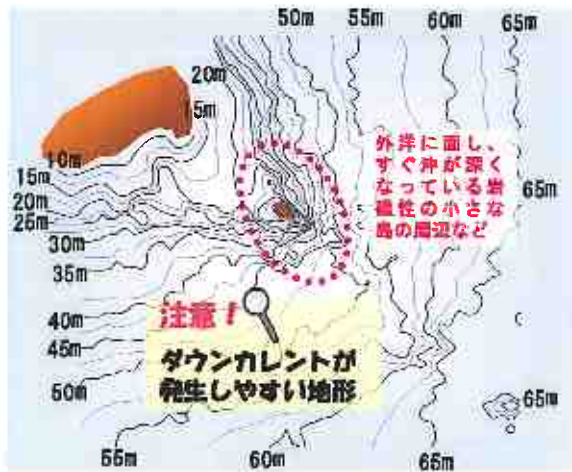 50m 55m 60m 65m
20m
15m
外洋に面し、
すぐ沖が深く
なっている岩
礁性の小さな
島の周辺など
10m
15m
20m
25m
65m
30m
35m
注意！
ダウンカレントが
発生しやすい地形
40m
45m
50m
65m
55m 60m 65m